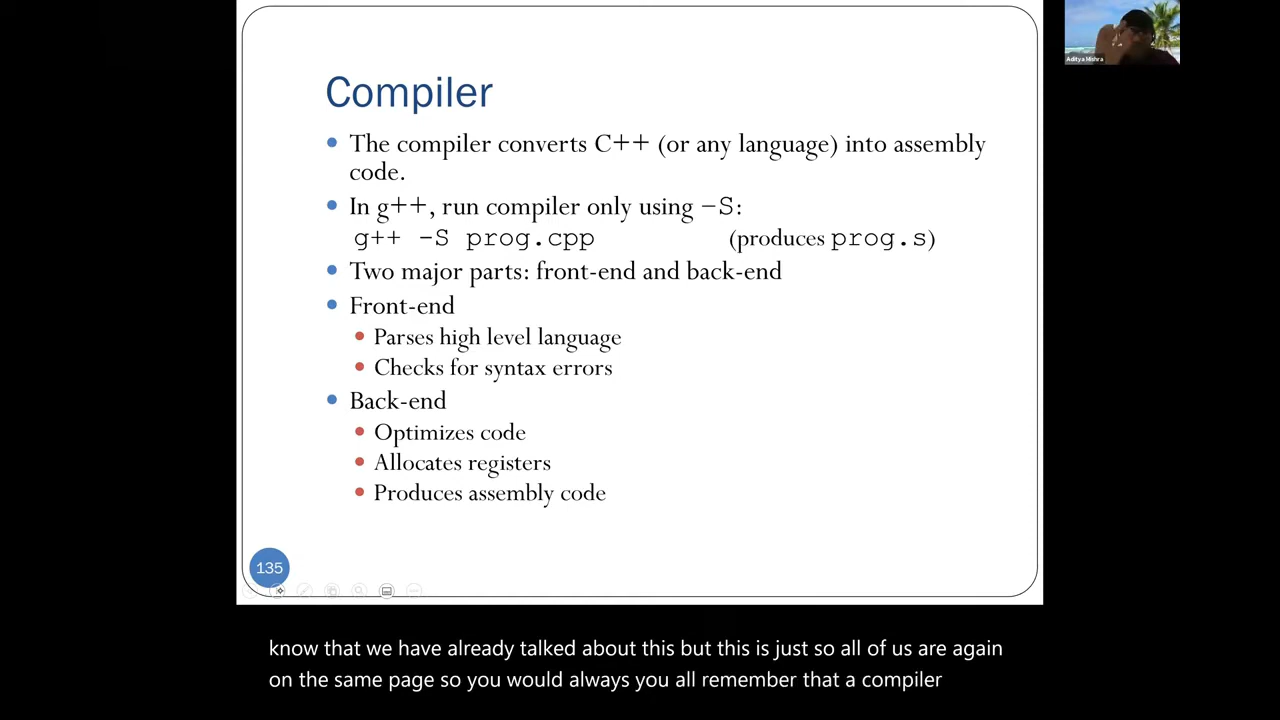 Compiler
The compiler converts C++ (or any language) into assembly
code.
In g++, run compiler only using –S:
g++ -S prog.cpp (produces prog.s)
Two major parts: front-end and back-end
Front-end
Parses high level language
Checks for syntax errors
Back-end
Optimizes code
Allocates registers
Produces assembly code
135
Aditya Mishra
know that we have already talked about this but this is just so all of us are again
on the same page so you would always you all remember that a compiler